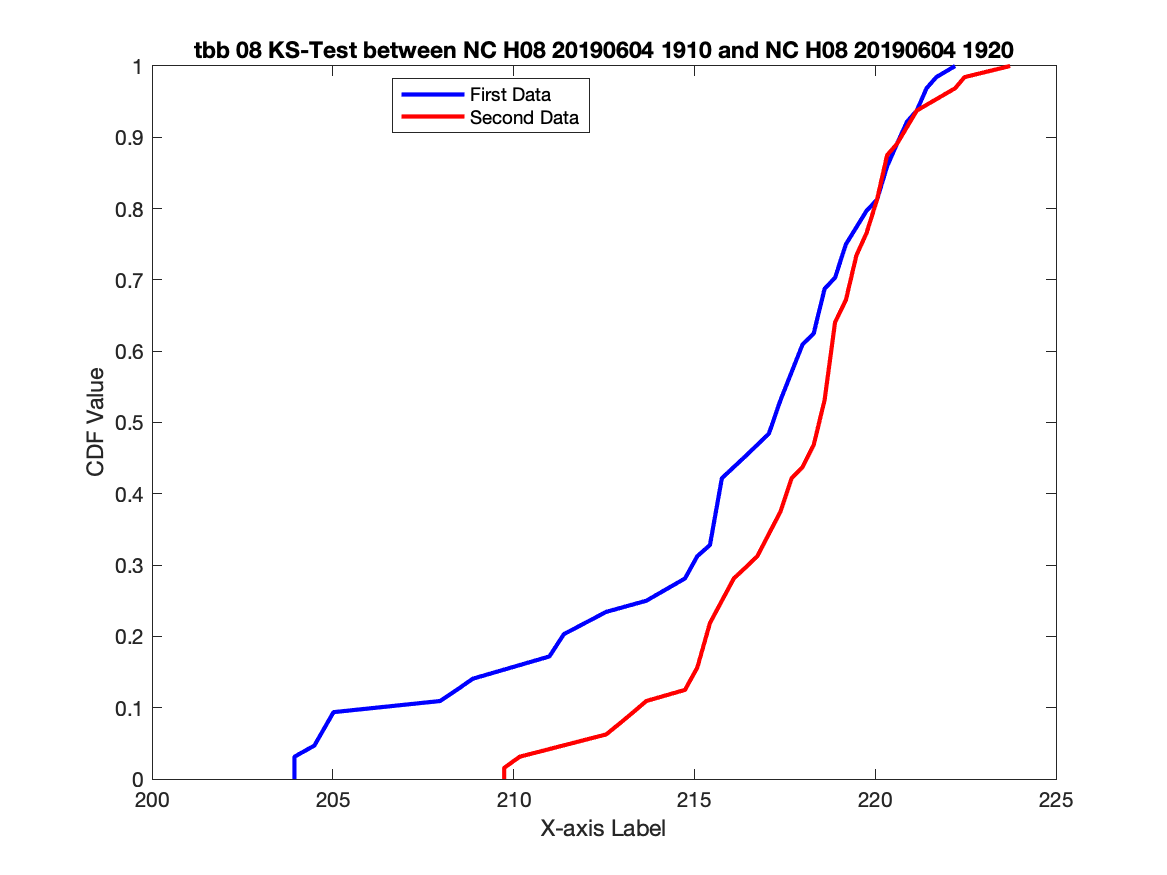 tbb 08 KS-Test between NC H08 20190604 1910 and NC H08 20190604 1920
First Data
Second Data
CDF Value
1
0.9
0.8
0.7
0.6
0.5
0.4
0.3
0.2
0.1
0
200 205 210 215 220 225
X-axis Label